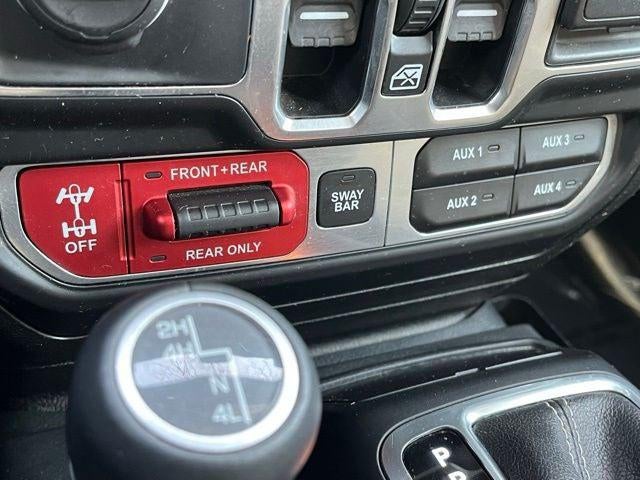 FRONT+REAR
OFF
REAR ONLY
SWAY
BAR
AUX 1
AUX 3
AUX 2
AUX 4
2H
4H
N
4L
P
R